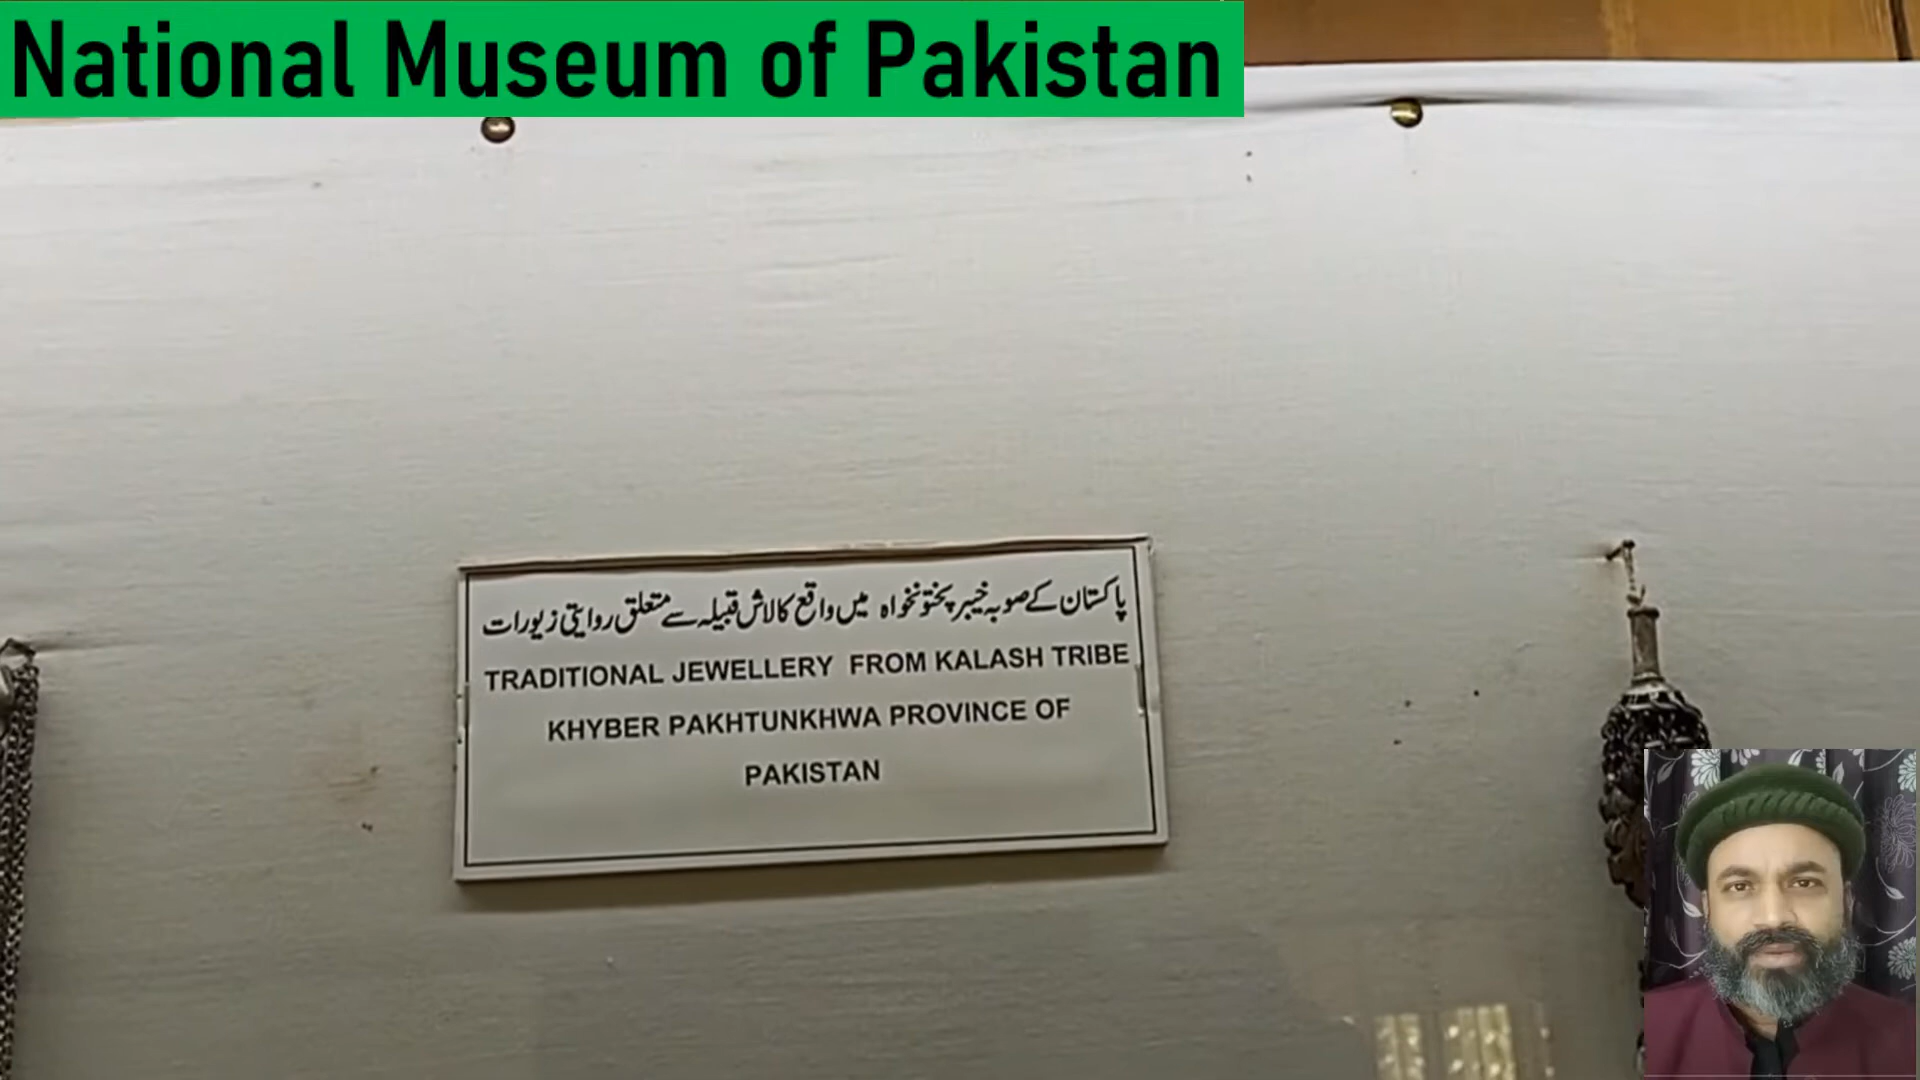 National Museum of Pakistan
پاکستان کے صوبہ خیبر پختونخواہ میں واقع کالاش قبیلہ سے متعلق روایتی زیورات
TRADITIONAL JEWELLERY FROM KALASH TRIBE
KHYBER PAKHTUNKHWA PROVINCE OF
PAKISTAN